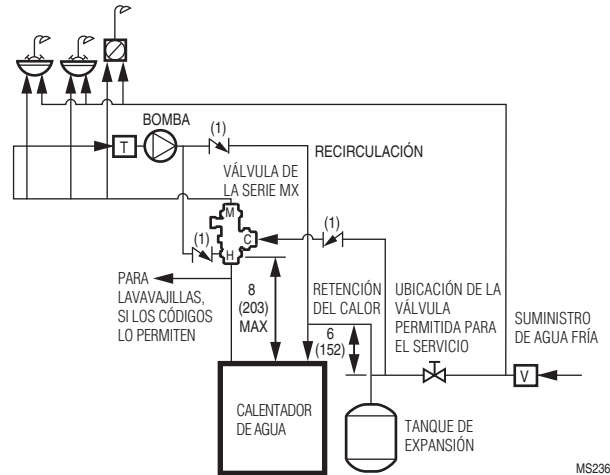 BOMBA
(1)
T
RECIRCULACIÓN
VÁLVULA DE
LA SERIE MX
M
C
H
(1)
(1)
PARA
LAVAVAJILLAS,
SI LOS CÓDIGOS
LO PERMITEN
8
(203)
MAX
RETENCIÓN
DEL CALOR
6
(152)
UBICACIÓN DE LA
VÁLVULA
PERMITIDA PARA
EL SERVICIO
SUMINISTRO
DE AGUA FRÍA
V
CALENTADOR
DE AGUA
TANQUE DE
EXPANSIÓN
MS236